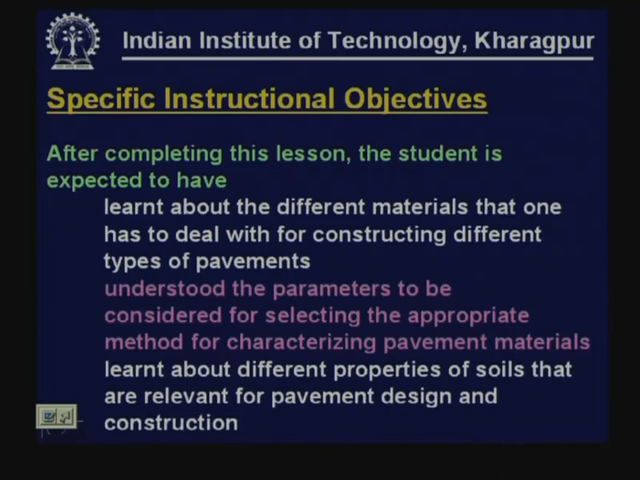 Indian Institute of Technology, Kharagpur
Specific Instructional Objectives
After completing this lesson, the student is
expected to have
learnt about the different materials that one
has to deal with for constructing different
types of pavements
understood the parameters to be
considered for selecting the appropriate
method for characterizing pavement materials
learnt about different properties of soils that
are relevant for pavement design and
construction